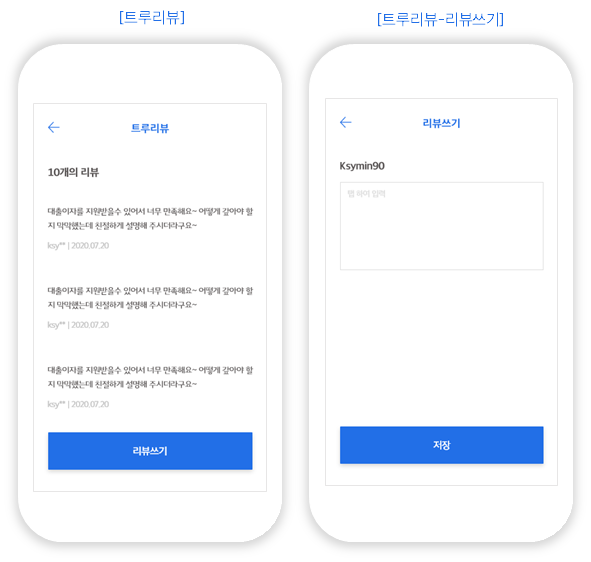 [트루리뷰]
트루리뷰
10개의 리뷰
대출이자를 지원받을수 있어서 너무 만족해요~ 어떻게 갚아야 할
지 막막했는데 친절하게 설명해 주시더라구요~
ksy** | 2020.07.20
대출이자를 지원받을수 있어서 너무 만족해요~ 어떻게 갚아야 할
지 막막했는데 친절하게 설명해 주시더라구요~
ksy** | 2020.07.20
대출이자를 지원받을수 있어서 너무 만족해요~ 어떻게 갚아야 할
지 막막했는데 친절하게 설명해 주시더라구요~
ksy** | 2020.07.20
리뷰쓰기
[트루리뷰-리뷰쓰기]
리뷰쓰기
Ksymin90
입력
저장